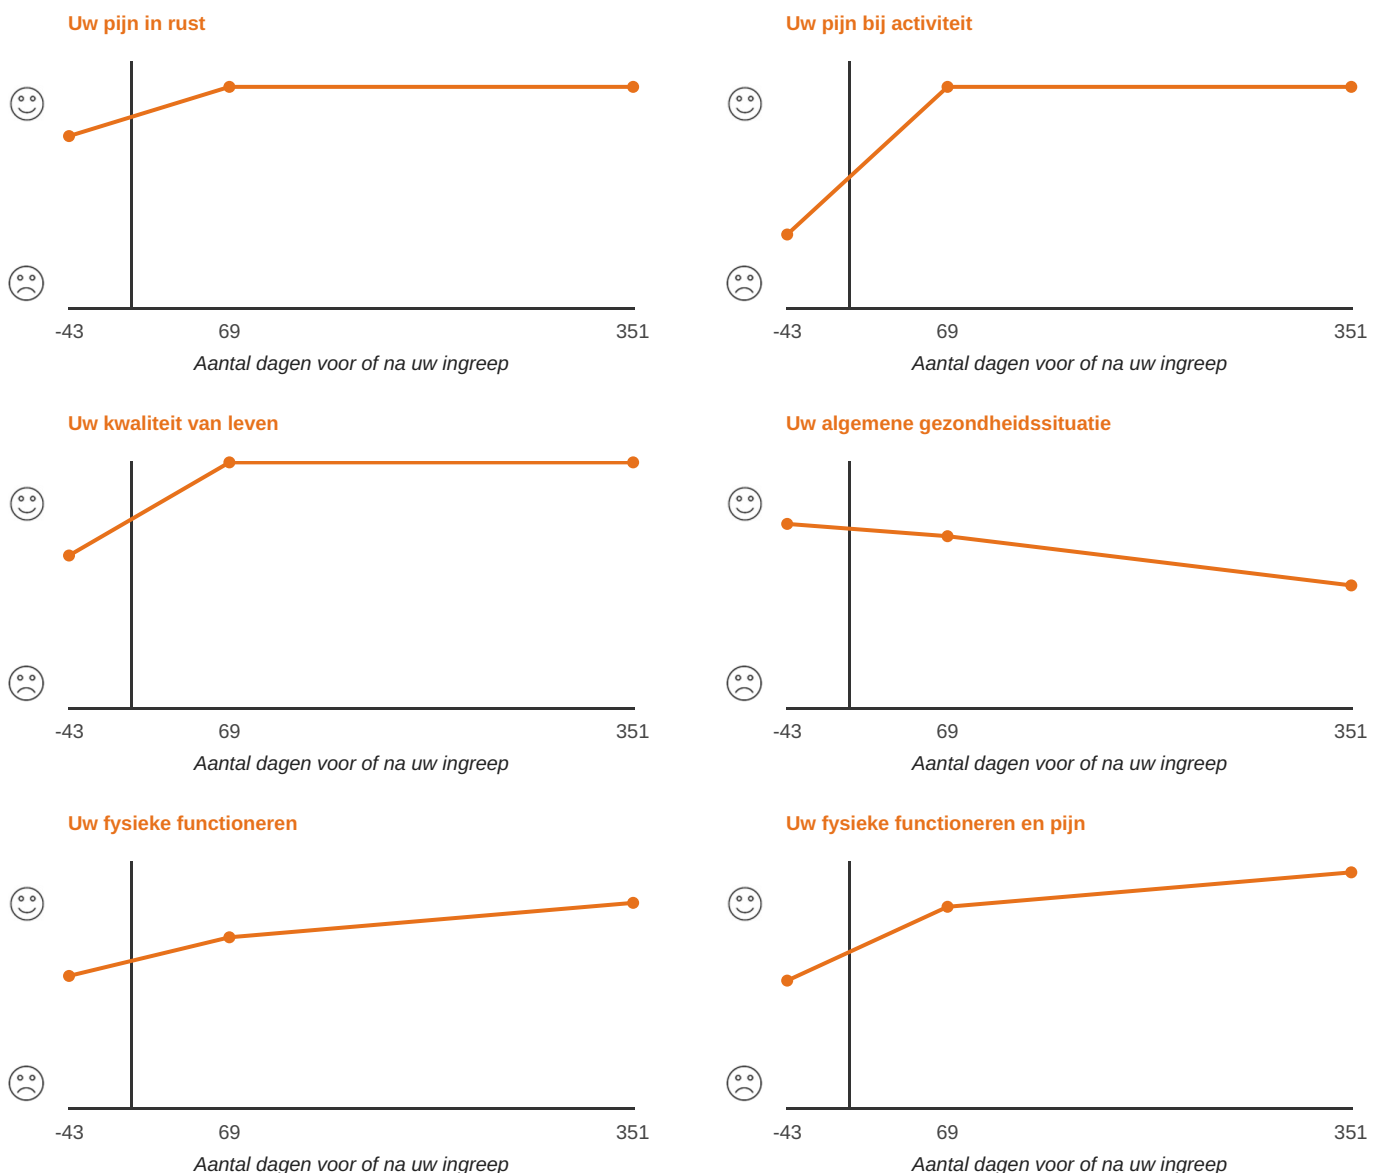 Uw pijn in rust
-43 69 351
Aantal dagen voor of na uw ingreep
Uw pijn bij activiteit
-43 69 351
Aantal dagen voor of na uw ingreep
Uw kwaliteit van leven
-43 69 351
Aantal dagen voor of na uw ingreep
Uw algemene gezondheidssituatie
-43 69 351
Aantal dagen voor of na uw ingreep
Uw fysieke functioneren
-43 69 351
Aantal dagen voor of na uw ingreep
Uw fysieke functioneren en pijn
-43 69 351
Aantal dagen voor of na uw ingreep